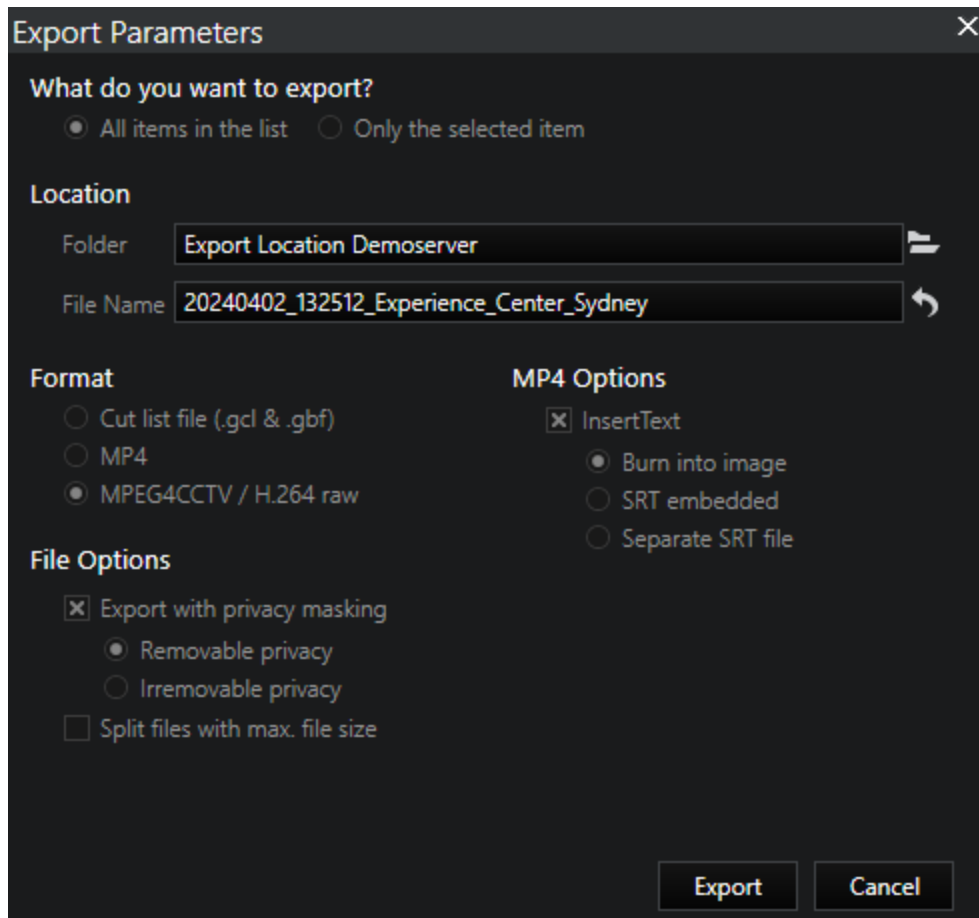 Export Parameters
What do you want to export?
All items in the list Only the selected item
Location
Folder Export Location Demoserver
File Name 20240402_132512_Experience_Center_Sydney
Format
Cut list file (.gcl & .gbf)
MP4
MPEG4CCTV / H.264 raw
MP4 Options
InsertText
Burn into image
SRT embedded
Separate SRT file
File Options
Export with privacy masking
Removable privacy
Irremovable privacy
Split files with max. file size
Export Cancel